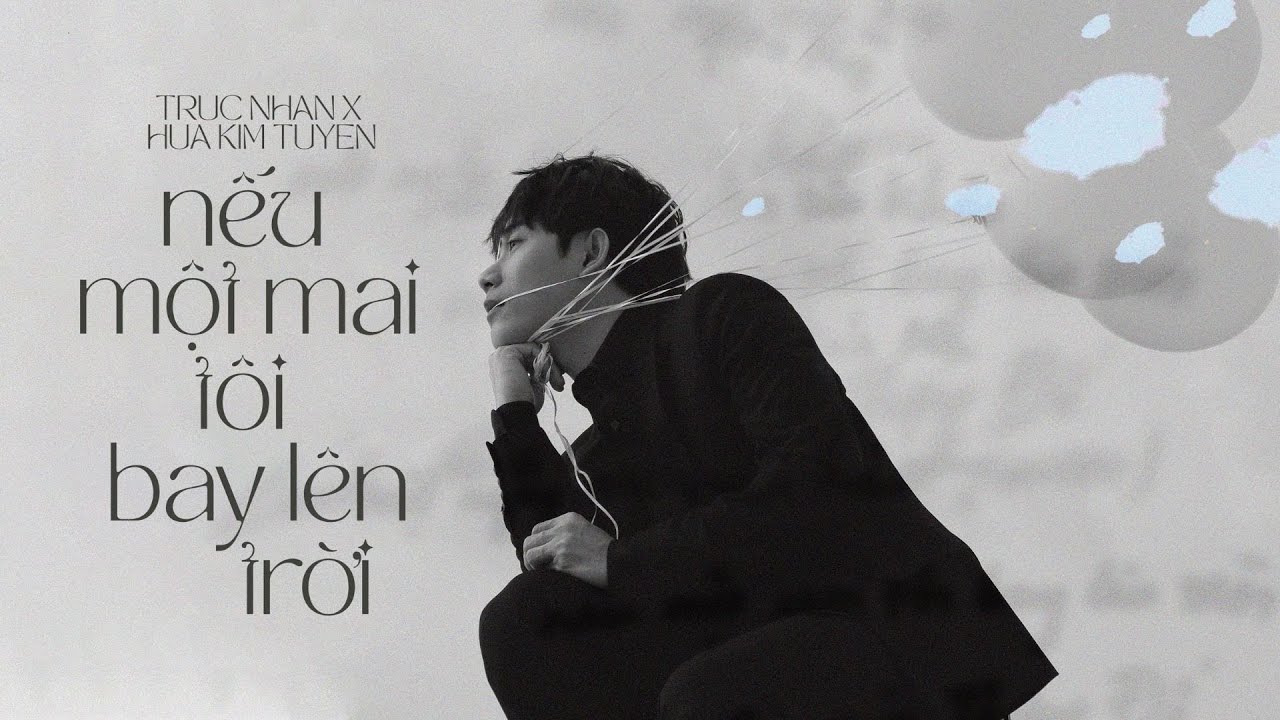 TRUC NHAN X
HUA KIM TUYEN
nếu
một mai
tôi
bay lên
trời